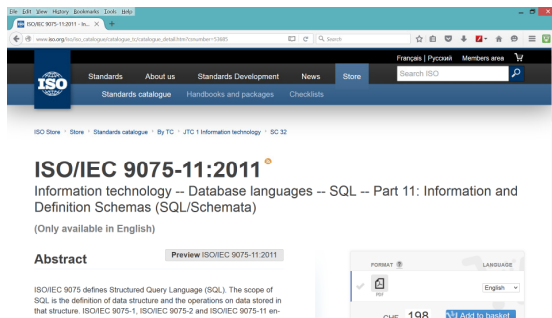 File Edit View History Bookmarks Tools Help
ISO/IEC 9075-11:2011 - In...
www.iso.org/iso/iso_catalogue/catalogue_tc/catalogue_detail.htm?csnumber=53685
Search
Français | Русский Members area
ISO
Standards About us Standards Development News Store
Search ISO
Standards catalogue Handbooks and packages Checklists
ISO Store Store Standards catalogue By TC JTC 1 Information technology SC 32
ISO/IEC 9075-11:2011
Information technology -- Database languages -- SQL -- Part 11: Information and
Definition Schemas (SQL/Schemata)
(Only available in English)
Abstract
Preview ISO/IEC 9075-11:2011
ISO/IEC 9075 defines Structured Query Language (SQL). The scope of
SQL is the definition of data structure and the operations on data stored in
that structure. ISO/IEC 9075-1, ISO/IEC 9075-2 and ISO/IEC 9075-11 en-
FORMAT LANGUAGE
PDF
English
CHF 198
Add to basket